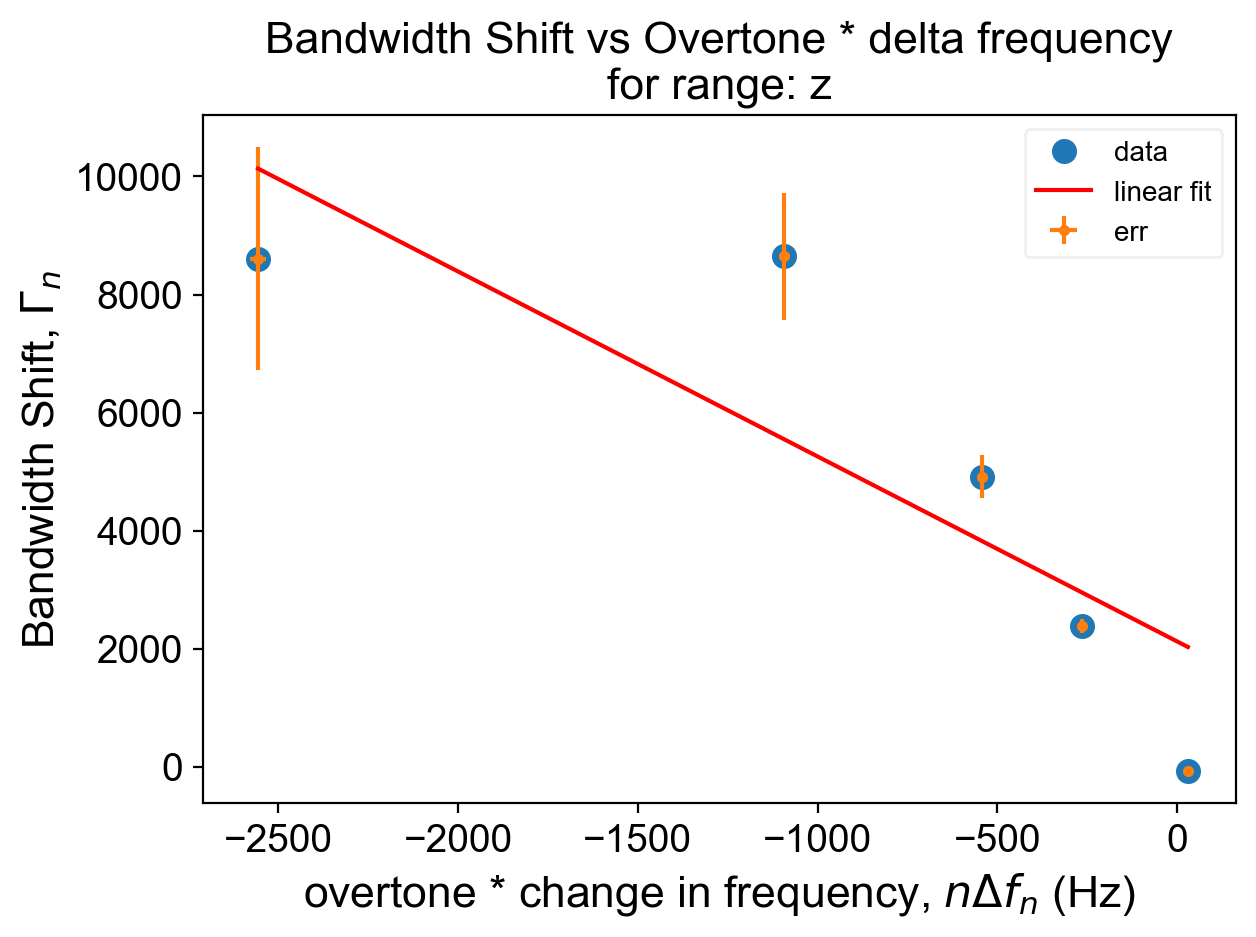 Bandwidth Shift vs Overtone * delta frequency
for range: z
data
linear fit
err
Bandwidth Shift, Γn
10000
8000
6000
4000
2000
0
−2500
−2000
−1500
−1000
−500
0
overtone * change in frequency, nΔfn (Hz)